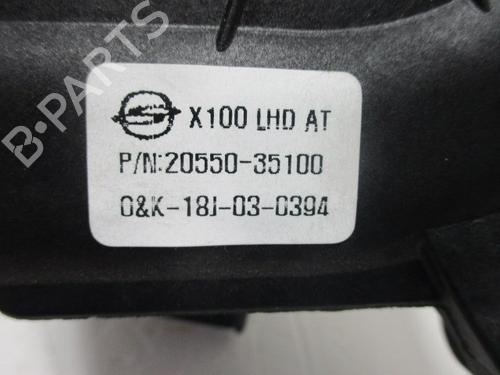 B-PARTS
X100 LHD AT
P/N:20550-35100
O&K-18J-03-0394